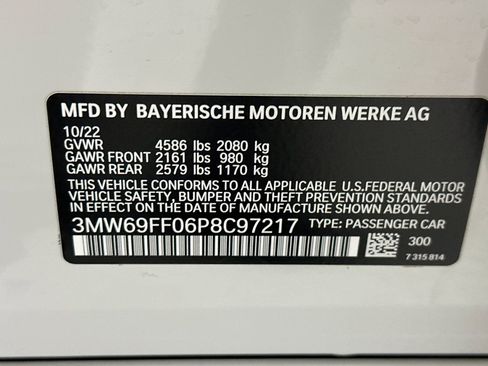 MFD BY BAYERISCHE MOTOREN WERKE AG
10/22
GVWR 4586 lbs 2080 kg
GAWR FRONT 2161 lbs 980 kg
GAWR REAR 2579 lbs 1170 kg
THIS VEHICLE CONFORMS TO ALL APPLICABLE U.S.FEDERAL MOTOR
VEHICLE SAFETY, BUMPER AND THEFT PREVENTION STANDARDS
IN EFFECT ON THE DATE OF MANUFACTURE SHOWN ABOVE.
3MW69FF06P8C97217 TYPE: PASSENGER CAR
300
7 315 814